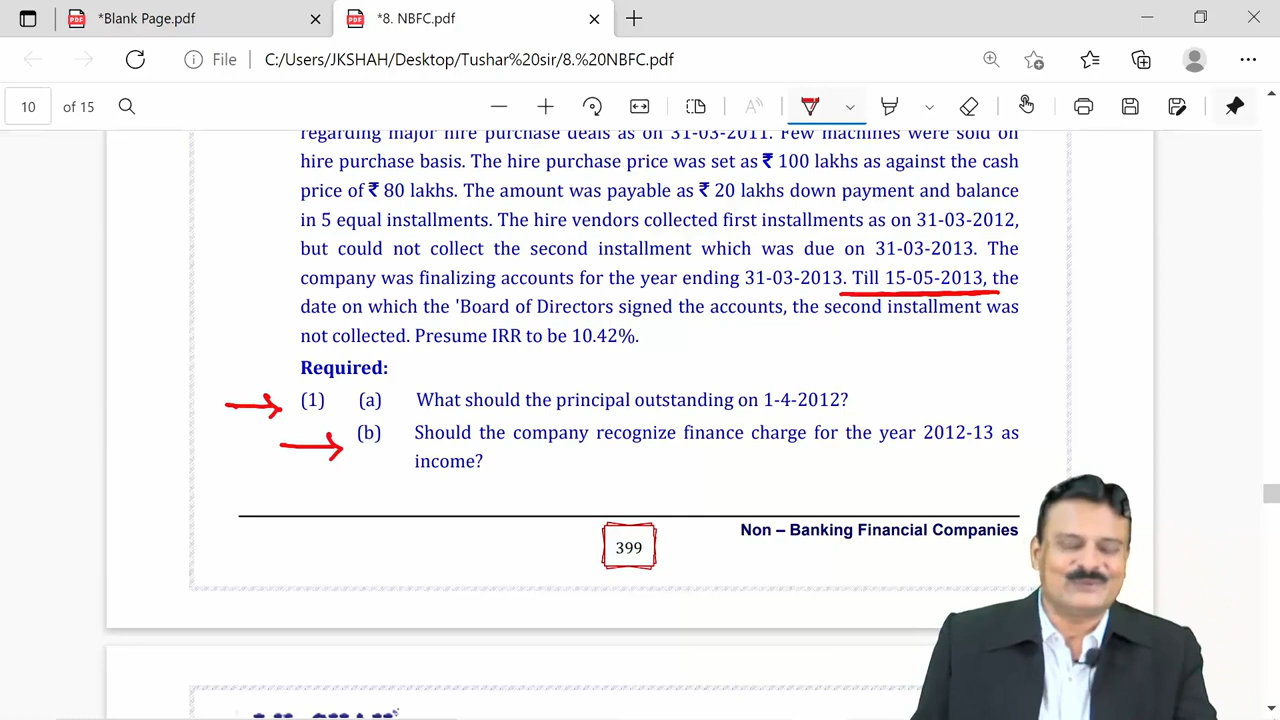 *Blank Page.pdf
*8. NBFC.pdf
File
C:/Users/JKSHAH/Desktop/Tushar%20sir/8.%20NBFC.pdf
10
of 15
regarding major hire purchase deals as on 31-03-2011. Few machines were sold on
hire purchase basis. The hire purchase price was set as ₹ 100 lakhs as against the cash
price of ₹ 80 lakhs. The amount was payable as ₹ 20 lakhs down payment and balance
in 5 equal installments. The hire vendors collected first installments as on 31-03-2012,
but could not collect the second installment which was due on 31-03-2013. The
company was finalizing accounts for the year ending 31-03-2013. Till 15-05-2013, the
date on which the 'Board of Directors signed the accounts, the second installment was
not collected. Presume IRR to be 10.42%.
Required:
(1) (a) What should the principal outstanding on 1-4-2012?
(b) Should the company recognize finance charge for the year 2012-13 as
income?
Non – Banking Financial Companies
399